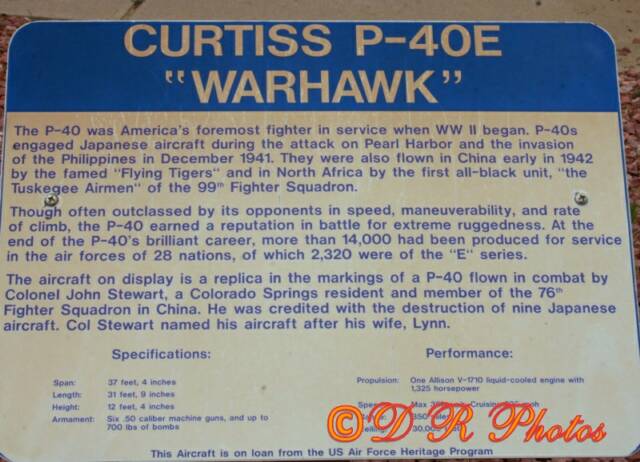 CURTISS P-40E
"WARHAWK"
The P-40 was America's foremost fighter in service when WW II began. P-40s
engaged Japanese aircraft during the attack on Pearl Harbor and the invasion
of the Philippines in December 1941. They were also flown in China early in 1942
by the famed "Flying Tigers" and in North Africa by the first all-black unit, "the
Tuskegee Airmen" of the 99th Fighter Squadron.
Though often outclassed by its opponents in speed, maneuverability, and rate
of climb, the P-40 earned a reputation in battle for extreme ruggedness. At the
end of the P-40's brilliant career, more than 14,000 had been produced for service
in the air forces of 28 nations, of which 2,320 were of the "E" series.
The aircraft on display is a replica in the markings of a P-40 flown in combat by
Colonel John Stewart, a Colorado Springs resident and member of the 76th
Fighter Squadron in China. He was credited with the destruction of nine Japanese
aircraft. Col Stewart named his aircraft after his wife, Lynn.
Specifications:
Span: 37 feet, 4 inches
Length: 31 feet, 9 inches
Height: 12 feet, 4 inches
Armament: Six .50 caliber machine guns, and up to
700 lbs of bombs
Performance:
Propulsion: One Allison V-1710 liquid-cooled engine with
1,325 horsepower
Max Cruising
350
30,000
©D R Photos
This Aircraft is on loan from the US Air Force Heritage Program